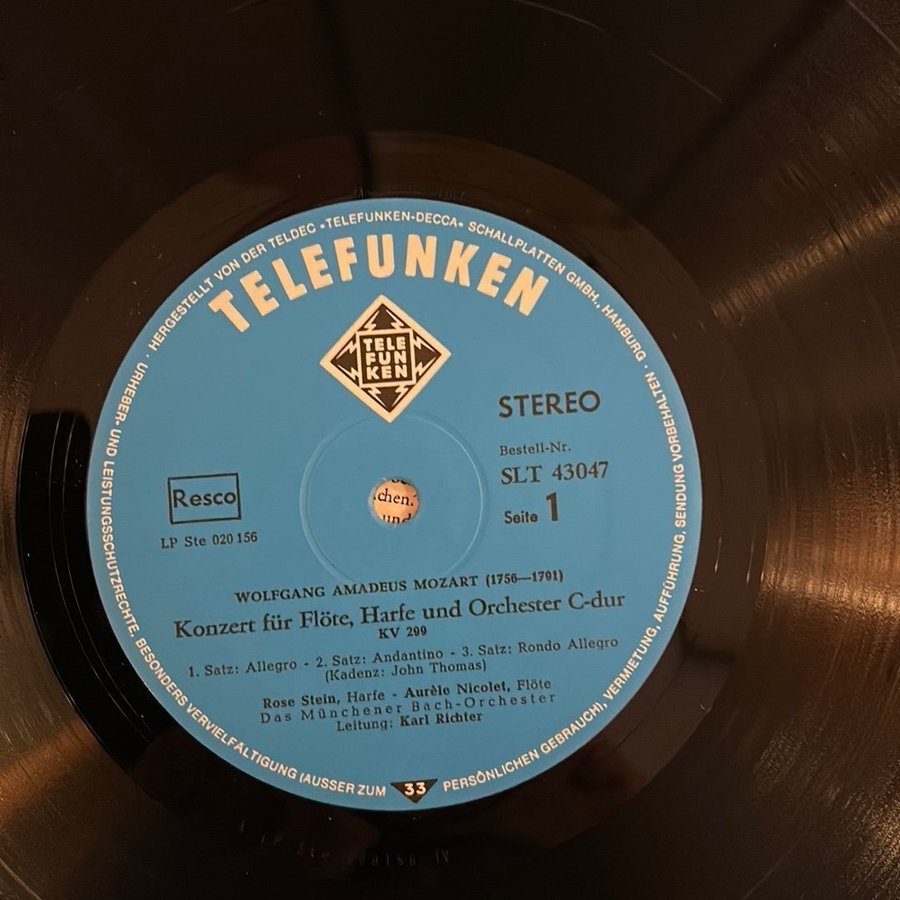 HERGESTELLT VON DER TELDEC »TELEFUNKEN-DECCA« SCHALLPLATTEN GMBH., HAMBURG ·
URHEBER- UND LEISTUNGSSCHUTZRECHTE, BESONDERS VERVIELFÄLTIGUNG (AUSSER ZUM PERSÖNLICHEN GEBRAUCH), VERMIETUNG, AUFFÜHRUNG, SENDUNG VORBEHALTEN ·
TELEFUNKEN
TELE
FUN
KEN
STEREO
Bestell-Nr.
SLT 43047
Seite 1
Resco
LP Ste 020 156
chen."
und
WOLFGANG AMADEUS MOZART (1756—1791)
Konzert für Flöte, Harfe und Orchester C-dur
KV 299
1. Satz: Allegro - 2. Satz: Andantino - 3. Satz: Rondo Allegro
(Kadenz: John Thomas)
Rose Stein, Harfe - Aurèle Nicolet, Flöte
Das Münchener Bach-Orchester
Leitung: Karl Richter
33